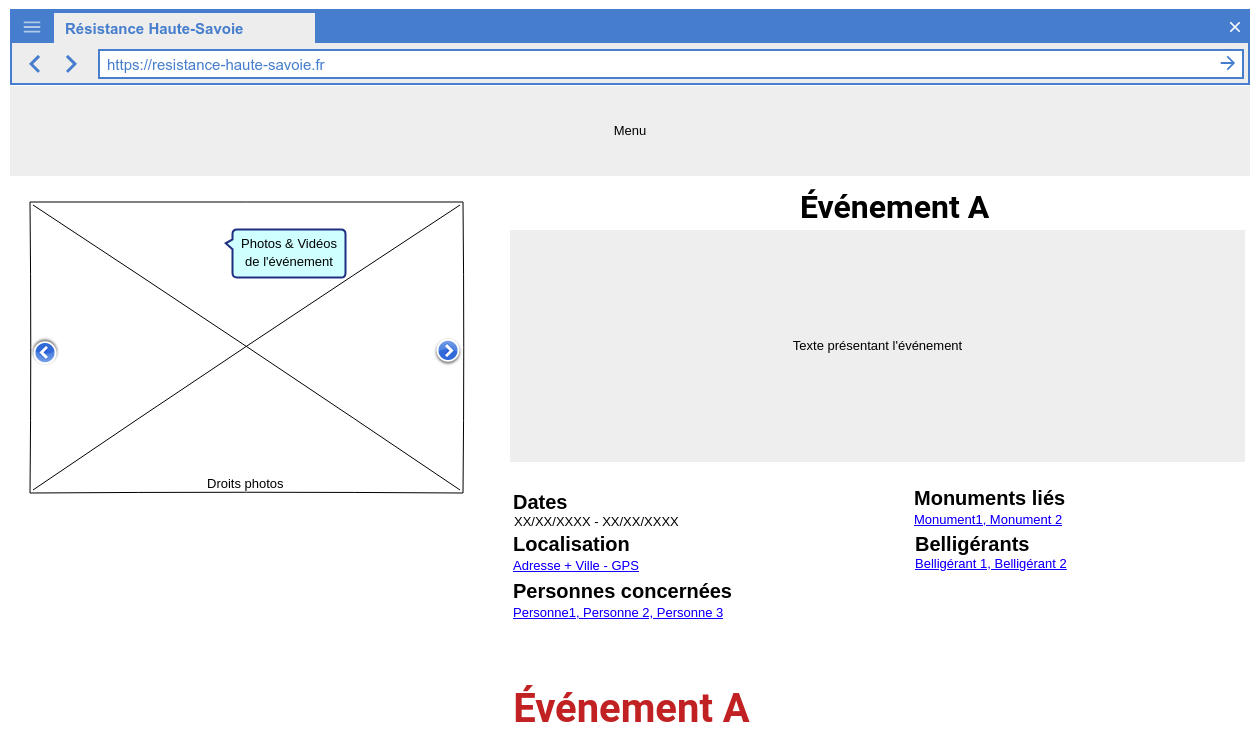 Résistance Haute-Savoie
https://resistance-haute-savoie.fr
Menu
Photos & Vidéos
de l'événement
Droits photos
Événement A
Texte présentant l'événement
Dates
XX/XX/XXXX - XX/XX/XXXX
Localisation
Adresse + Ville - GPS
Personnes concernées
Personne1, Personne 2, Personne 3
Monuments liés
Monument1, Monument 2
Belligérants
Belligérant 1, Belligérant 2
Événement A